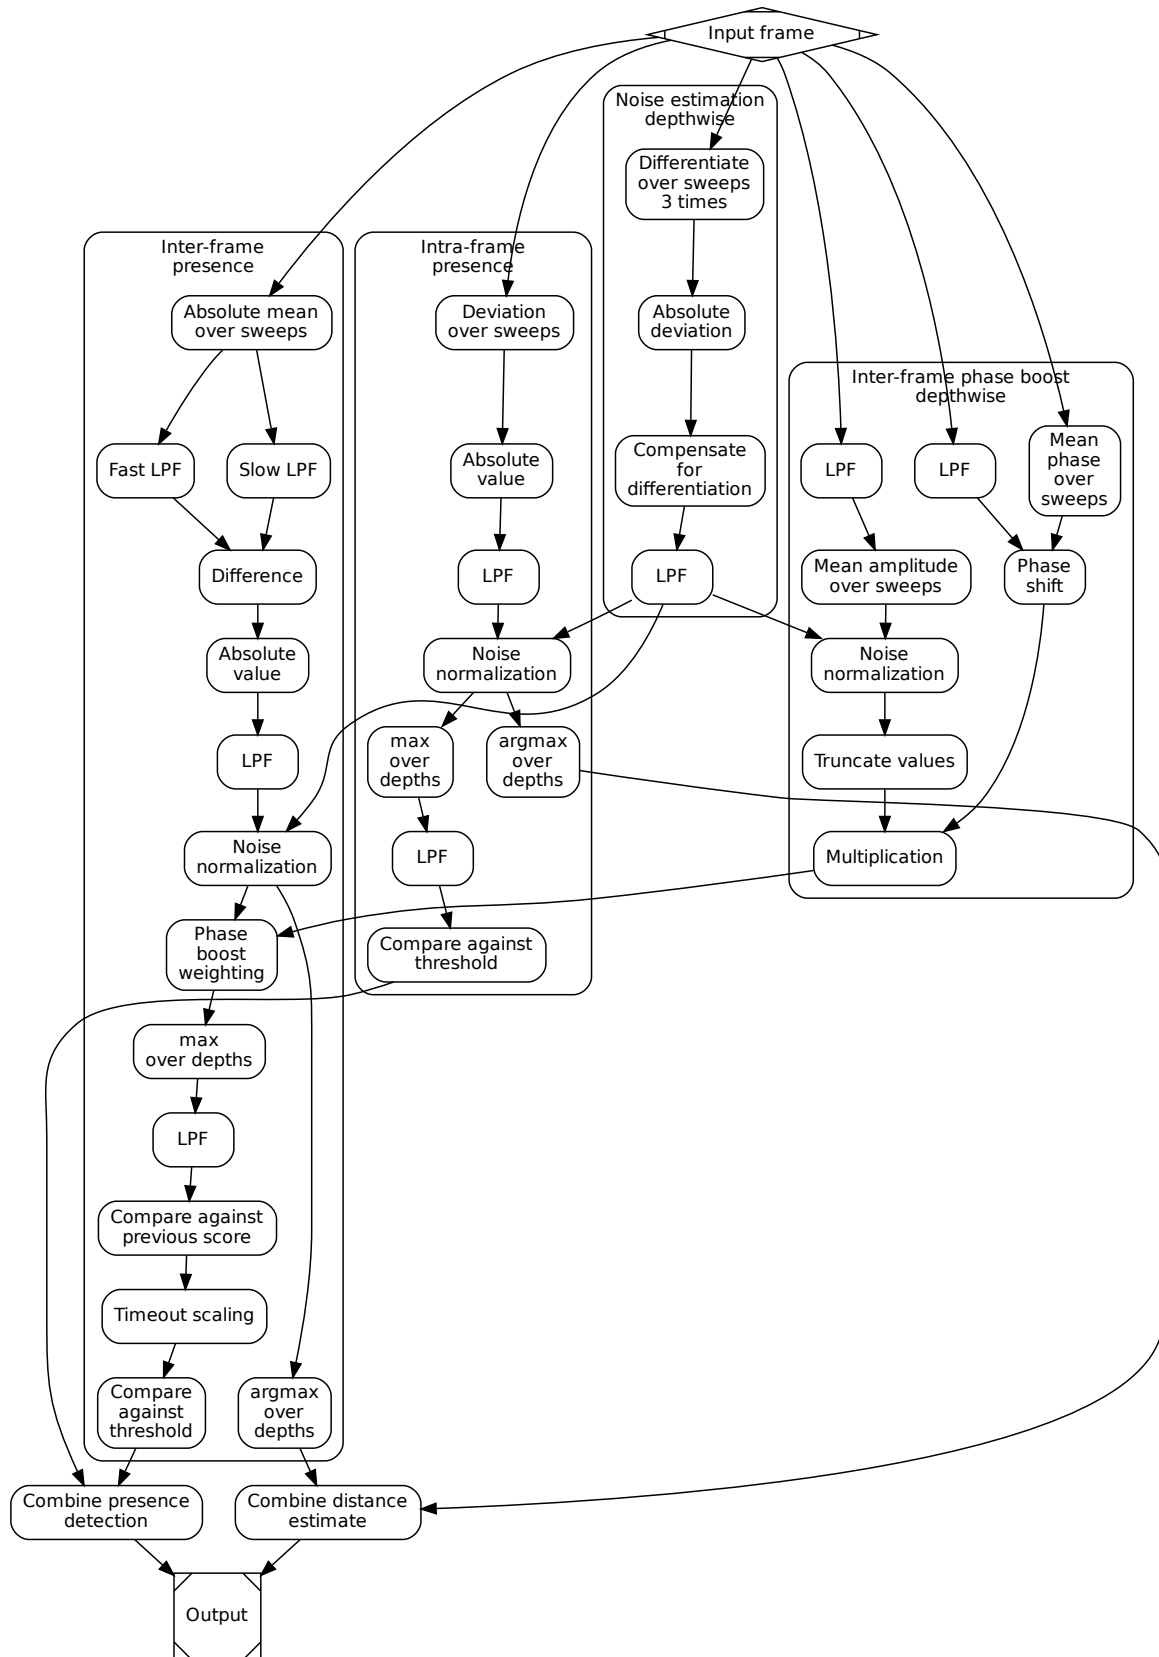 Input frame
Noise estimation
depthwise
Differentiate
over sweeps
3 times
Inter-frame
presence
Intra-frame
presence
Absolute mean
over sweeps
Deviation
over sweeps
Absolute
deviation
Inter-frame phase boost
depthwise
Fast LPF
Slow LPF
Absolute
value
Compensate
for
differentiation
LPF
LPF
Mean
phase
over
sweeps
Difference
LPF
LPF
Mean amplitude
over sweeps
Phase
shift
Absolute
value
Noise
normalization
Noise
normalization
LPF
max
over
depths
argmax
over
depths
Truncate values
Noise
normalization
LPF
Multiplication
Phase
boost
weighting
Compare against
threshold
max
over depths
LPF
Compare against
previous score
Timeout scaling
Compare
against
threshold
argmax
over
depths
Combine presence
detection
Combine distance
estimate
Output